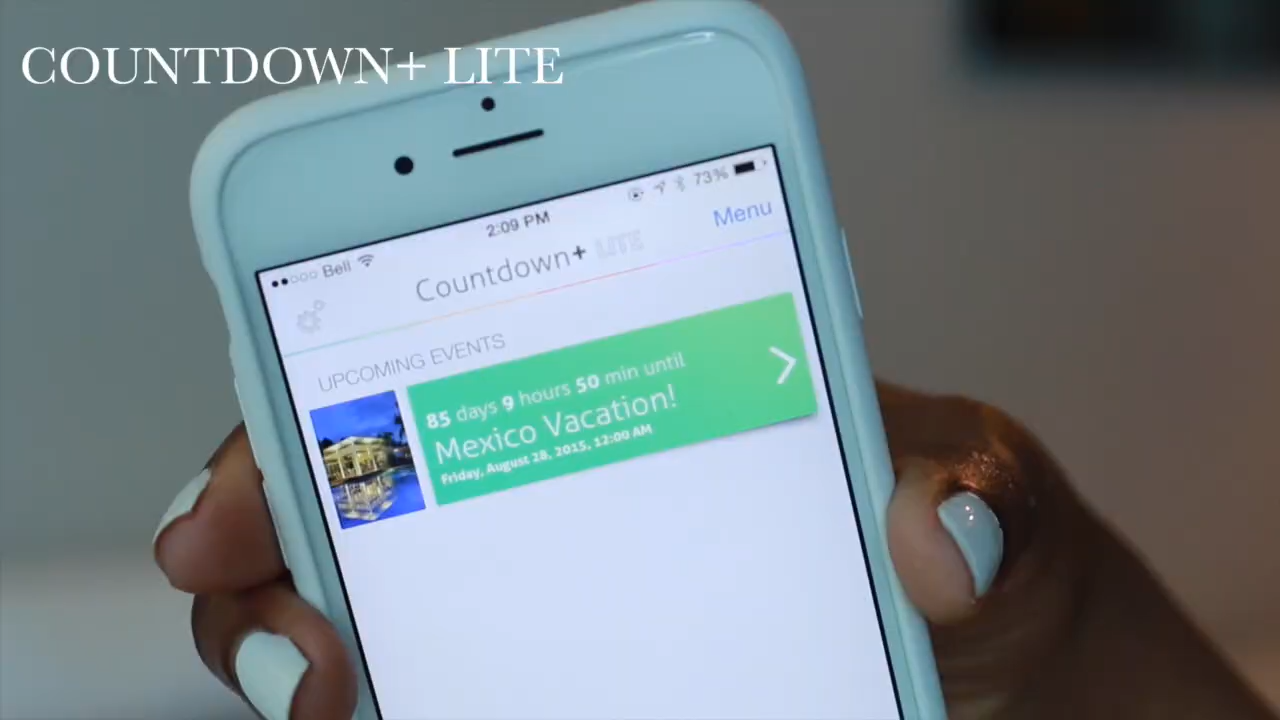 COUNTDOWN+ LITE
Bell 2:09 PM 73%
Countdown+ LITE Menu
UPCOMING EVENTS
85 days 9 hours 50 min until
Mexico Vacation!
Friday, August 28, 2015, 12:00 AM